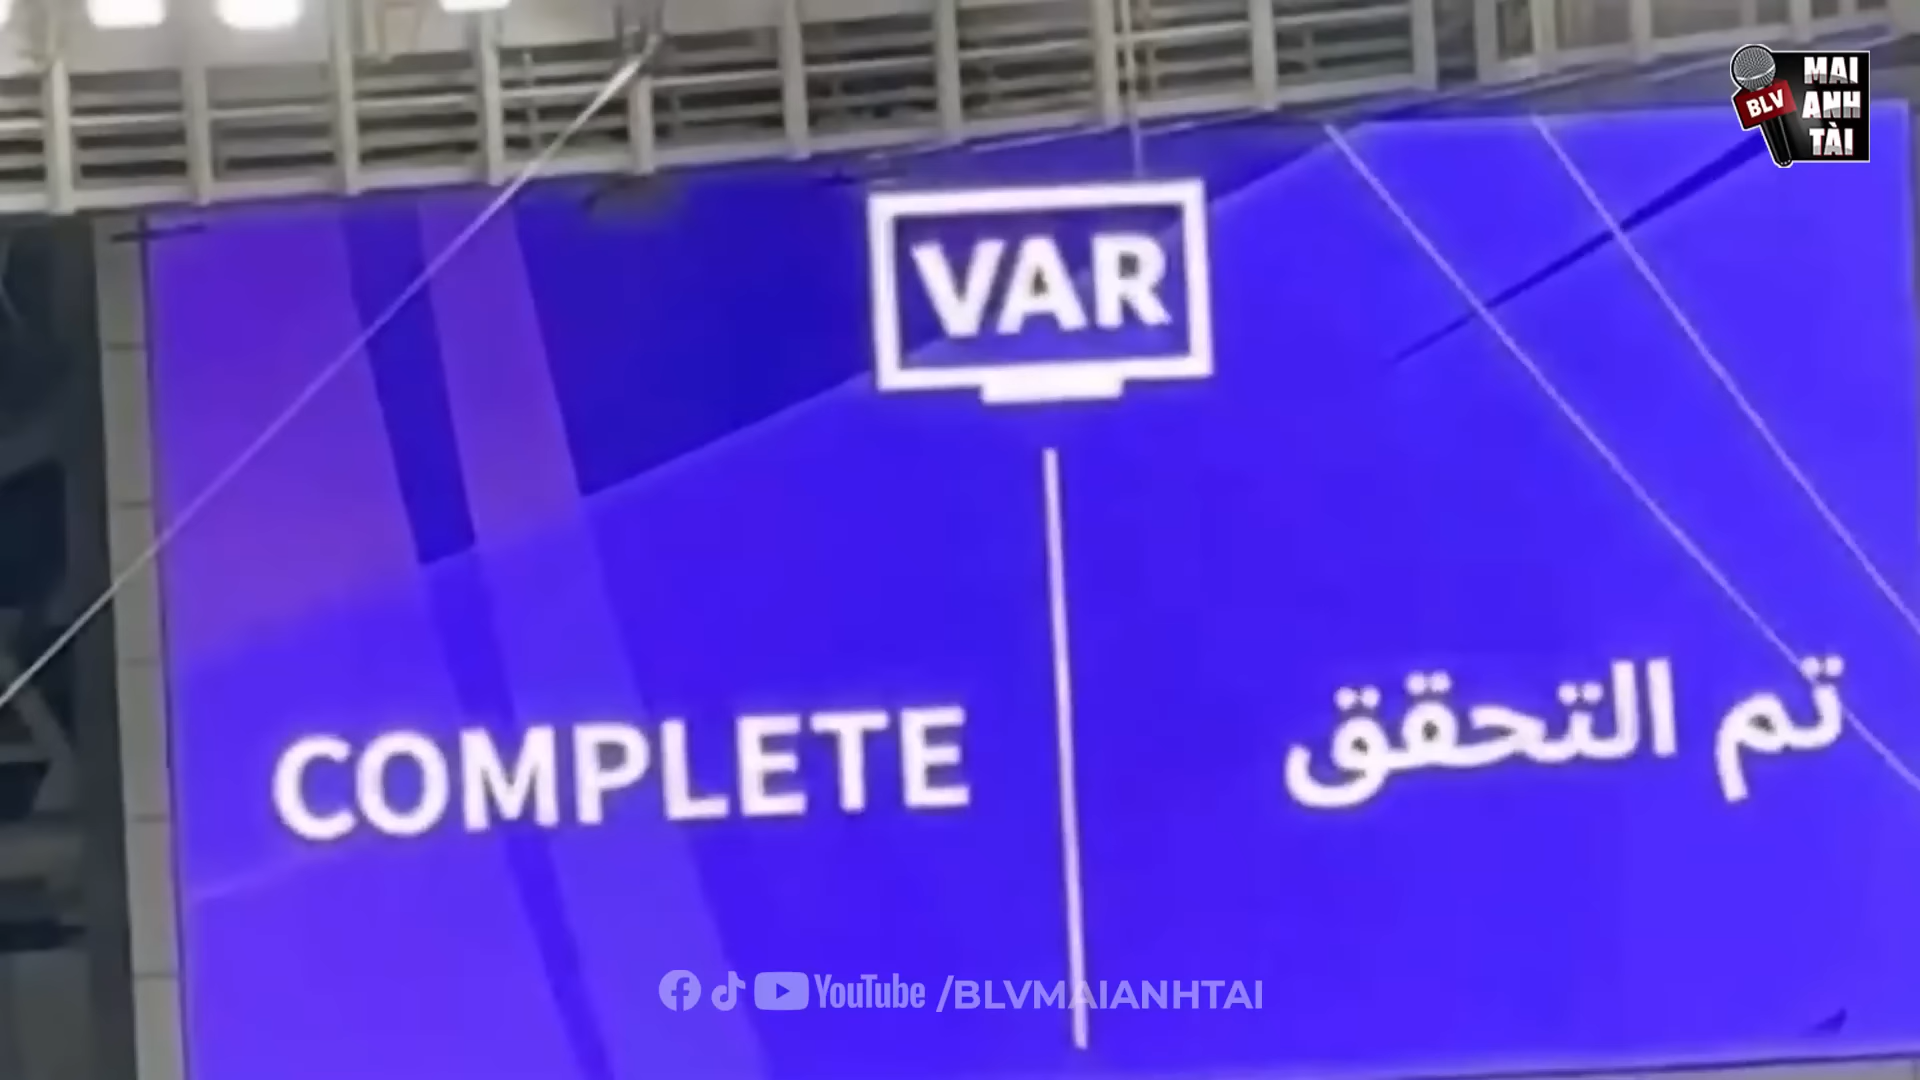 MAI
BLV ANH
TÀI
VAR
COMPLETE
تم التحقق
YouTube /BLVMAIANHTAI